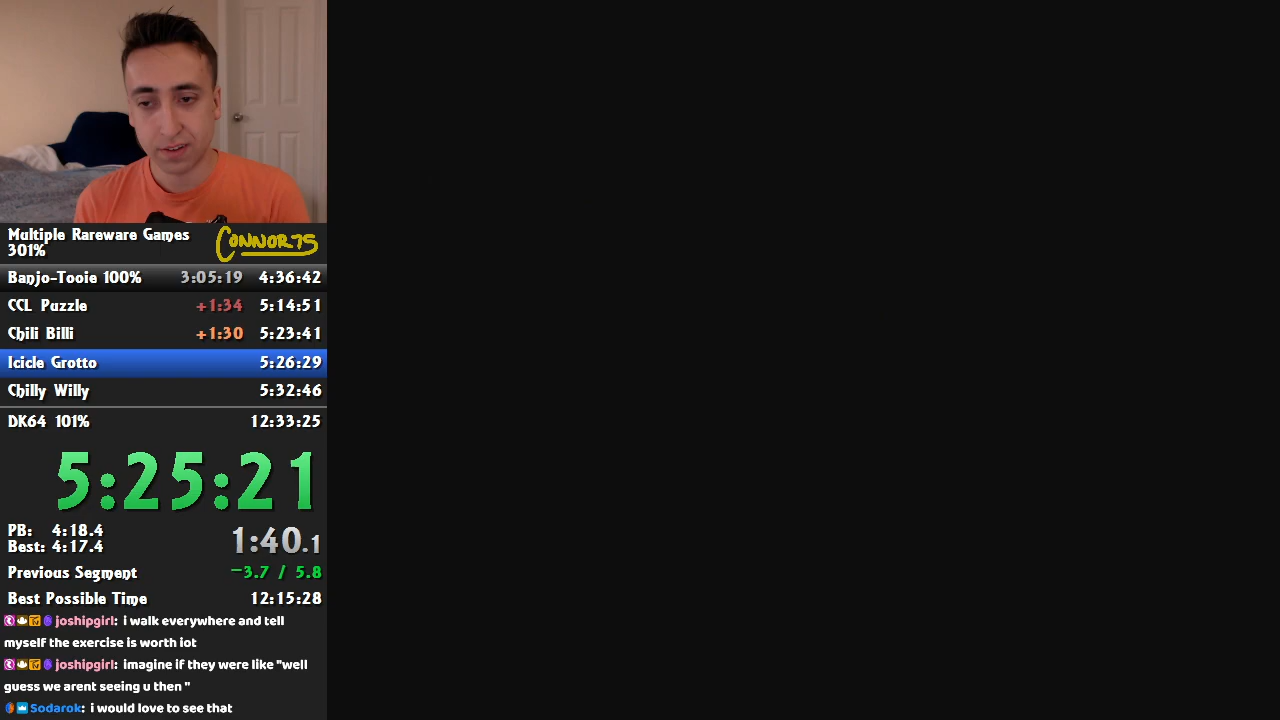 Multiple Rareware Games
301%
CONNOR75
Banjo-Tooie 100% 3:05:19 4:36:42
CCL Puzzle +1:34 5:14:51
Chili Billi +1:30 5:23:41
Icicle Grotto 5:26:29
Chilly Willy 5:32:46
DK64 101% 12:33:25
5:25:21
PB: 4:18.4
Best: 4:17.4
1:40.1
Previous Segment -3.7 / 5.8
Best Possible Time 12:15:28
joshipgirl: i walk everywhere and tell
myself the exercise is worth iot
joshipgirl: imagine if they were like "well
guess we arent seeing u then "
Sodarok: i would love to see that